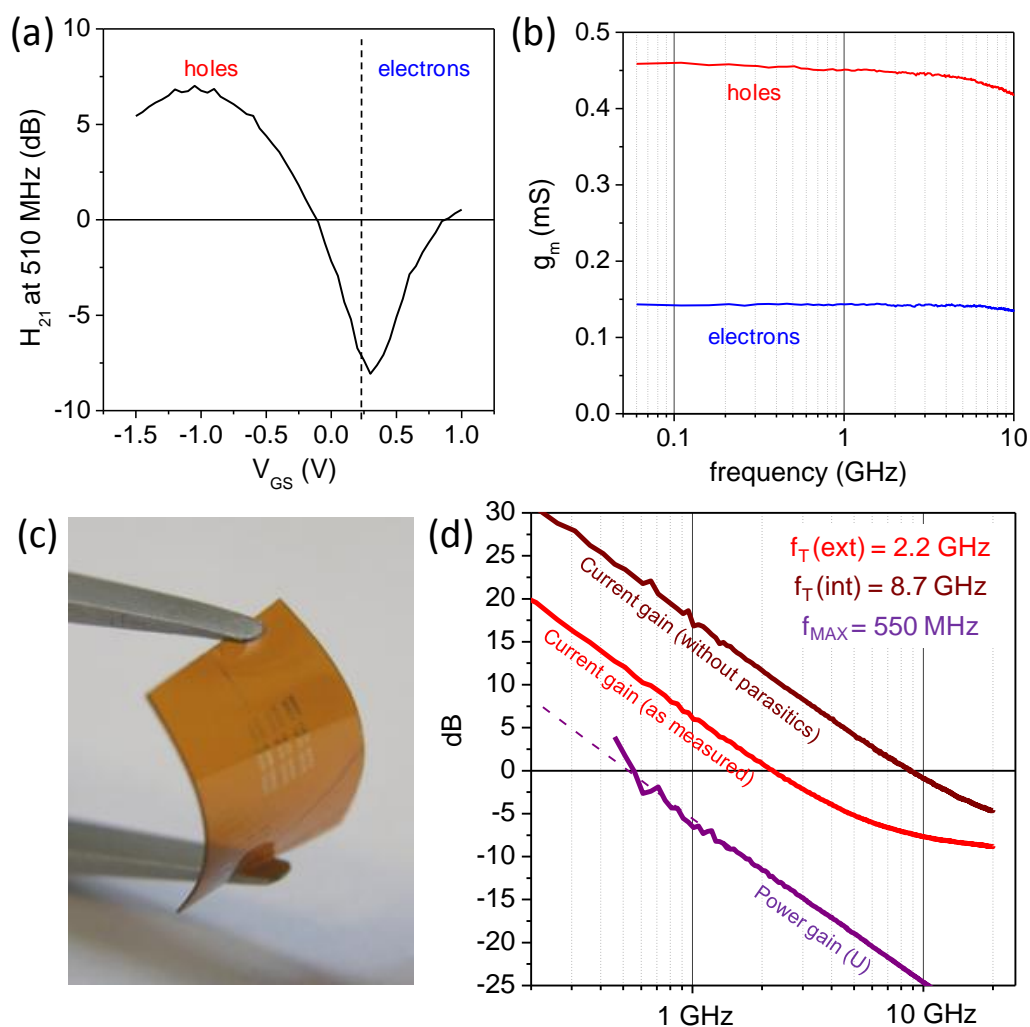 (a)
10
5
0
-5
-10
H21 at 510 MHz (dB)
holes
electrons
-1.5 -1.0 -0.5 0.0 0.5 1.0
VGS (V)
(b)
0.5
0.4
0.3
0.2
0.1
0.0
gm (mS)
holes
electrons
0.1 1 10
frequency (GHz)
(c)
(d)
30
25
20
15
10
5
0
-5
-10
-15
-20
-25
dB
fT (ext) = 2.2 GHz
fT (int) = 8.7 GHz
fMAX = 550 MHz
Current gain (without parasitics)
Current gain (as measured)
Power gain (U)
1 GHz 10 GHz